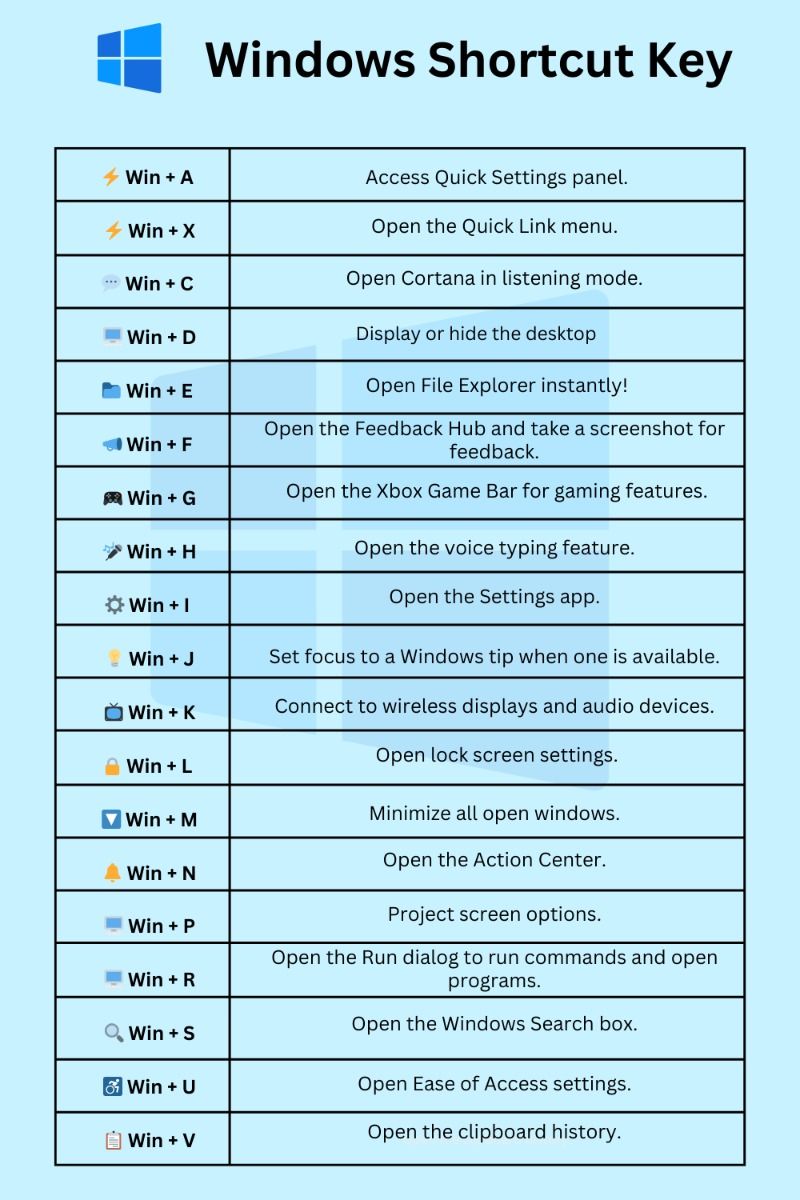 Windows Shortcut Key
Win + A
Access Quick Settings panel.
Win + X
Open the Quick Link menu.
Win + C
Open Cortana in listening mode.
Win + D
Display or hide the desktop
Win + E
Open File Explorer instantly!
Win + F
Open the Feedback Hub and take a screenshot for
feedback.
Win + G
Open the Xbox Game Bar for gaming features.
Win + H
Open the voice typing feature.
Win + I
Open the Settings app.
Win + J
Set focus to a Windows tip when one is available.
Win + K
Connect to wireless displays and audio devices.
Win + L
Open lock screen settings.
Win + M
Minimize all open windows.
Win + N
Open the Action Center.
Win + P
Project screen options.
Win + R
Open the Run dialog to run commands and open
programs.
Win + S
Open the Windows Search box.
Win + U
Open Ease of Access settings.
Win + V
Open the clipboard history.